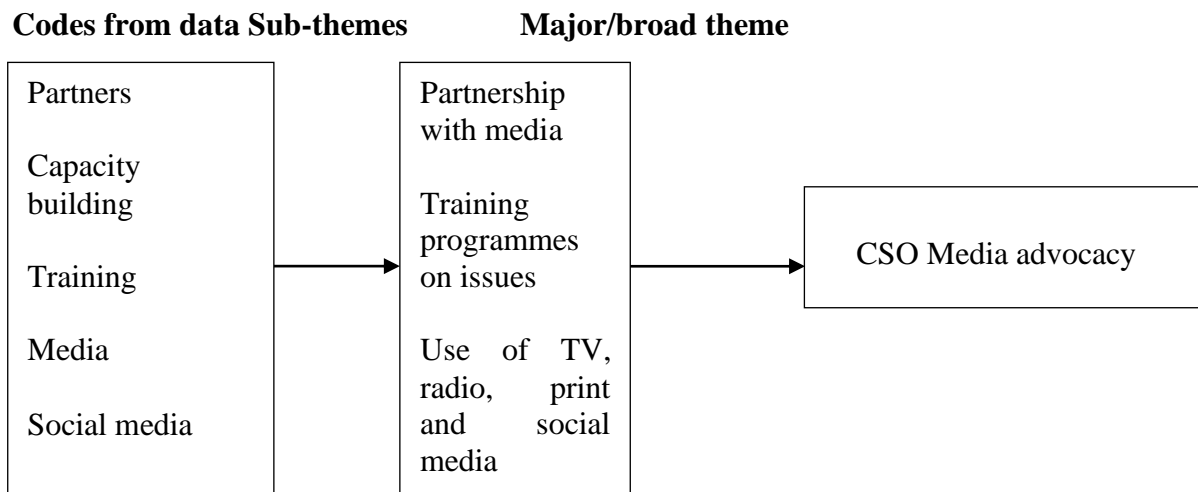 Codes from data Sub-themes Major/broad theme
Partners
Capacity
building
Training
Media
Social media
Partnership
with media
Training
programmes
on issues
Use of TV,
radio, print
and social
media
CSO Media advocacy